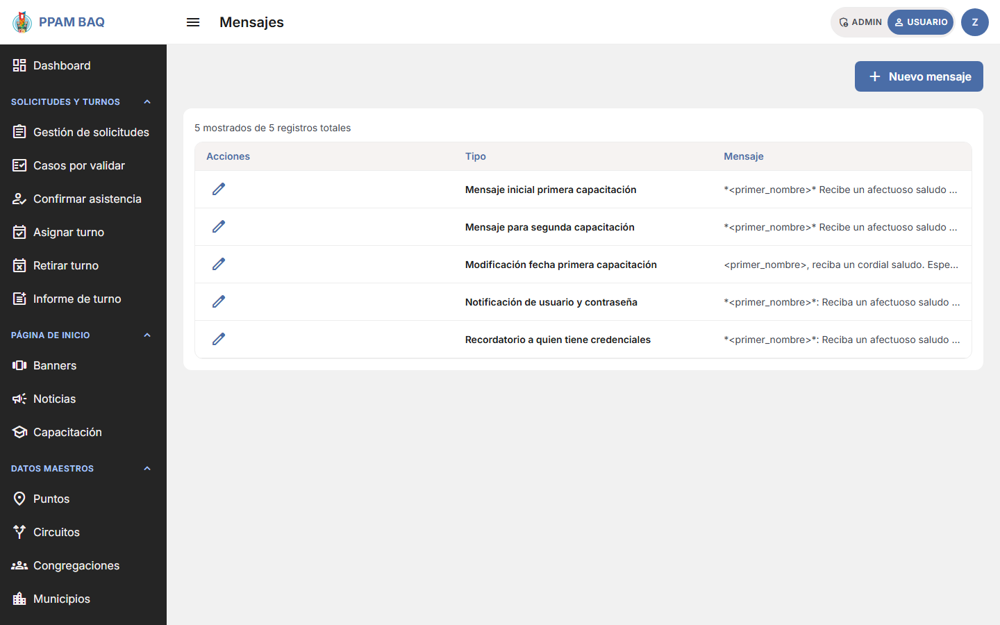 PPAM BAQ
Mensajes
ADMIN
USUARIO
Z
Dashboard
SOLICITUDES Y TURNOS
Gestión de solicitudes
Casos por validar
Confirmar asistencia
Asignar turno
Retirar turno
Informe de turno
PÁGINA DE INICIO
Banners
Noticias
Capacitación
DATOS MAESTROS
Puntos
Circuitos
Congregaciones
Municipios
Nuevo mensaje
5 mostrados de 5 registros totales
Acciones Tipo Mensaje
Mensaje inicial primera capacitación *<primer_nombre>* Recibe un afectuoso saludo ...
Mensaje para segunda capacitación *<primer_nombre>* Recibe un afectuoso saludo ...
Modificación fecha primera capacitación <primer_nombre>, reciba un cordial saludo. Espe...
Notificación de usuario y contraseña *<primer_nombre>*: Reciba un afectuoso saludo ...
Recordatorio a quien tiene credenciales *<primer_nombre>*: Reciba un afectuoso saludo ...